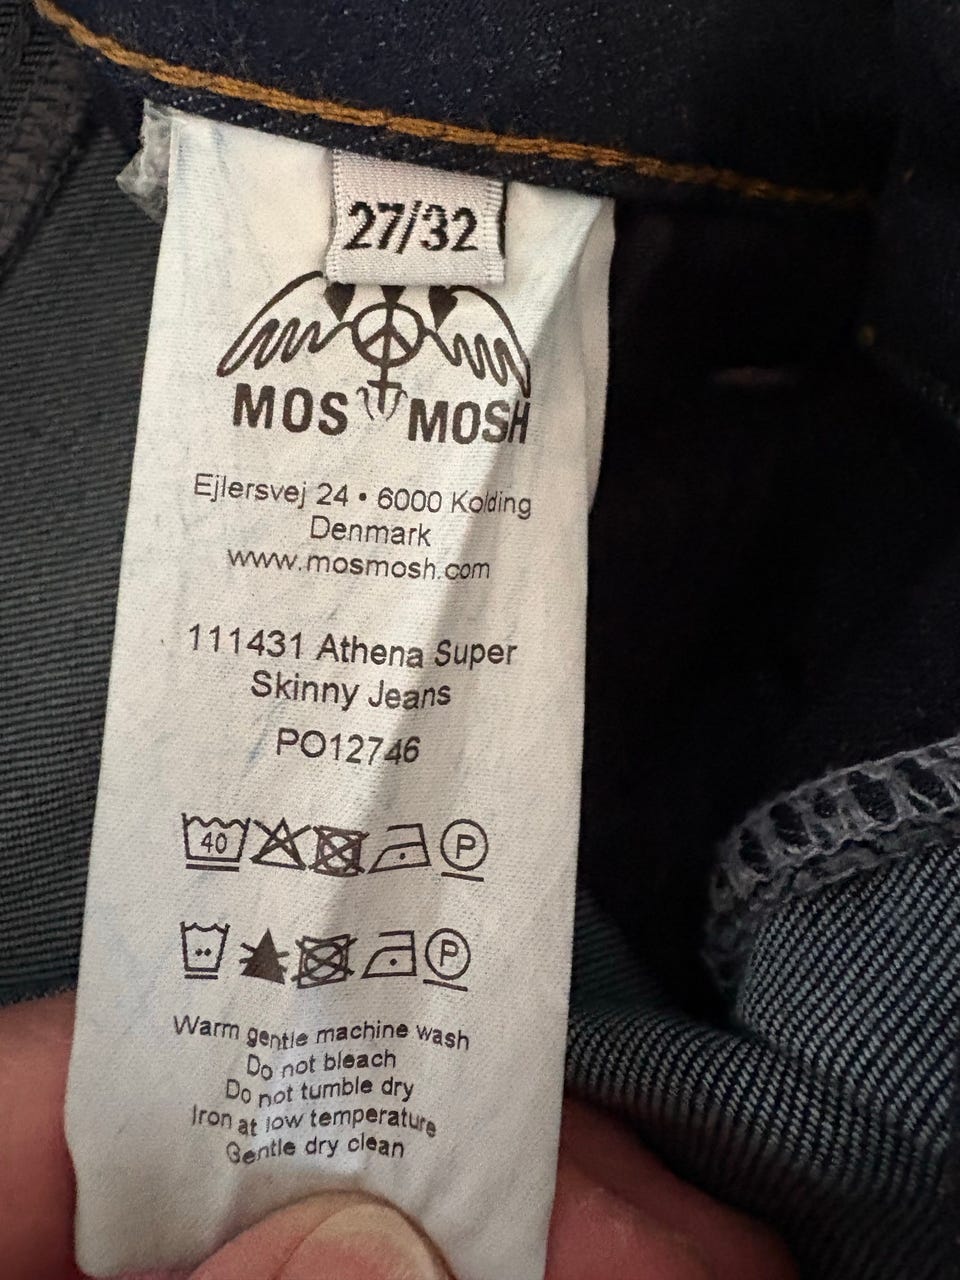 27/32
MOS MOSH
Ejlersvej 24 • 6000 Kolding
Denmark
www.mosmosh.com
111431 Athena Super
Skinny Jeans
PO12746
40 P
P
Warm gentle machine wash
Do not bleach
Do not tumble dry
Iron at low temperature
Gentle dry clean